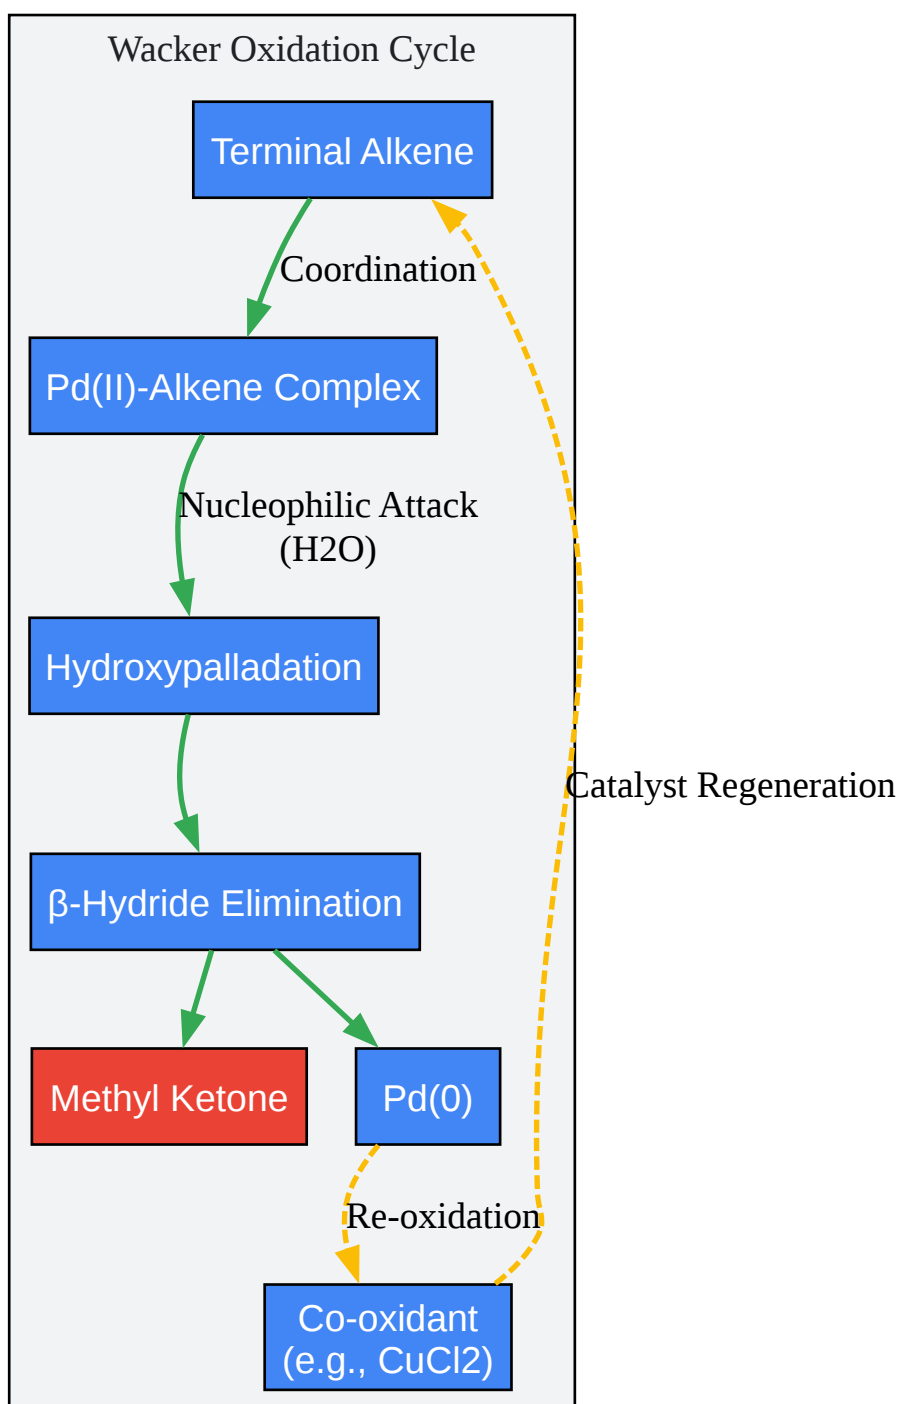 Wacker Oxidation Cycle
Terminal Alkene
Coordination
Pd(II)-Alkene Complex
Nucleophilic Attack
(H2O)
Hydroxypalladation
Catalyst Regeneration
β-Hydride Elimination
Methyl Ketone
Pd(0)
Re-oxidation
Co-oxidant
(e.g., CuCl2)